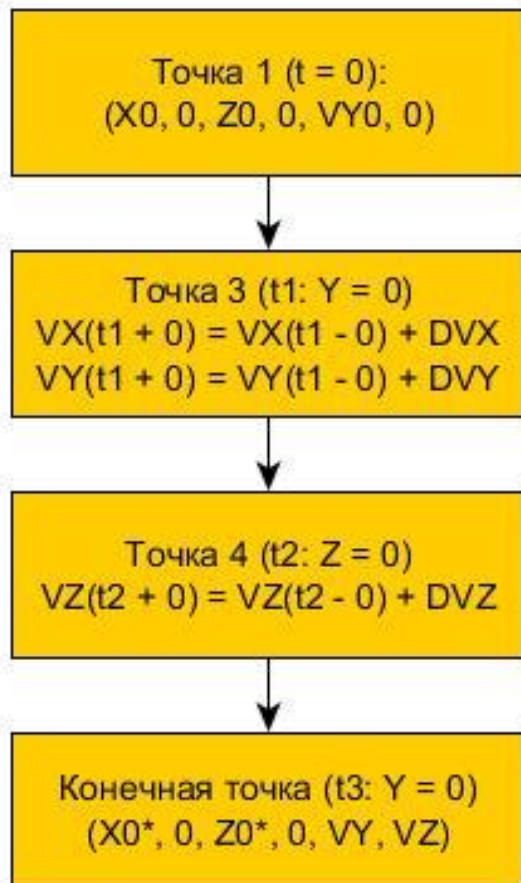 Точка 1 (t = 0):
(X0, 0, Z0, 0, VY0, 0)
Точка 3 (t1: Y = 0)
VX(t1 + 0) = VX(t1 - 0) + DVX
VY(t1 + 0) = VY(t1 - 0) + DVY
Точка 4 (t2: Z = 0)
VZ(t2 + 0) = VZ(t2 - 0) + DVZ
Конечная точка (t3: Y = 0)
(X0*, 0, Z0*, 0, VY, VZ)